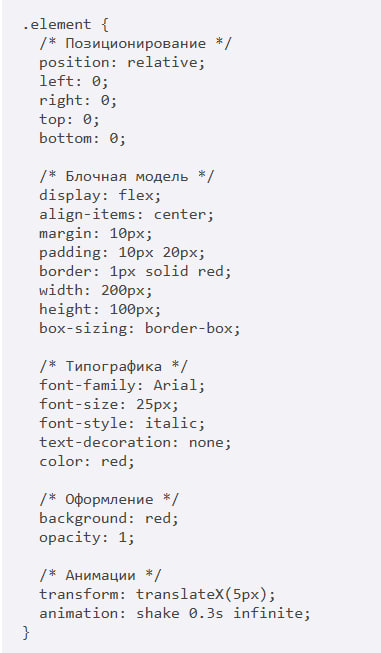 .element {
/* Позиционирование */
position: relative;
left: 0;
right: 0;
top: 0;
bottom: 0;
/* Блочная модель */
display: flex;
align-items: center;
margin: 10px;
padding: 10px 20px;
border: 1px solid red;
width: 200px;
height: 100px;
box-sizing: border-box;
/* Типографика */
font-family: Arial;
font-size: 25px;
font-style: italic;
text-decoration: none;
color: red;
/* Оформление */
background: red;
opacity: 1;
/* Анимации */
transform: translateX(5px);
animation: shake 0.3s infinite;
}